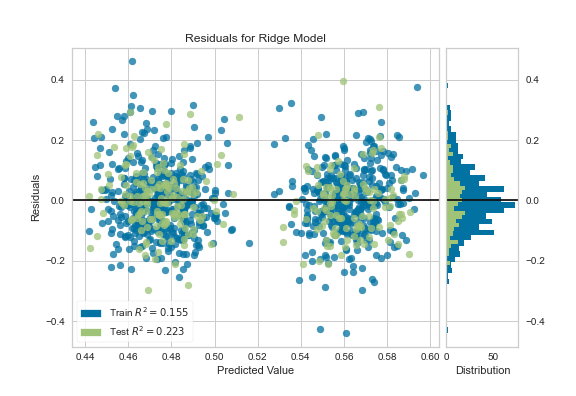 Residuals for Ridge Model
Residuals
0.4
0.2
0.0
−0.2
−0.4
Train R² = 0.155
Test R² = 0.223
0.44 0.46 0.48 0.50 0.52 0.54 0.56 0.58 0.60
Predicted Value
0.4
0.2
0.0
−0.2
−0.4
0 50
Distribution